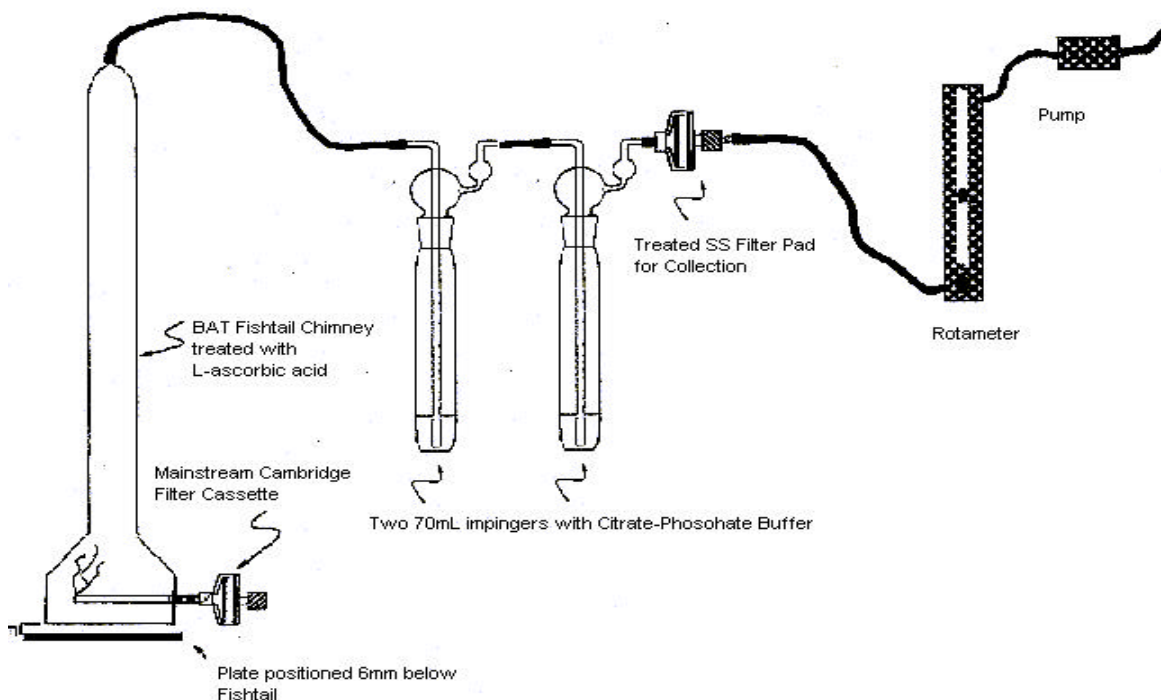 Pump
Treated SS Filter Pad
for Collection
Rotameter
BAT Fishtail Chimney
treated with
L-ascorbic acid
Mainstream Cambridge
Filter Cassette
Two 70mL impingers with Citrate-Phosohate Buffer
Plate positioned 6mm below
Fishtail